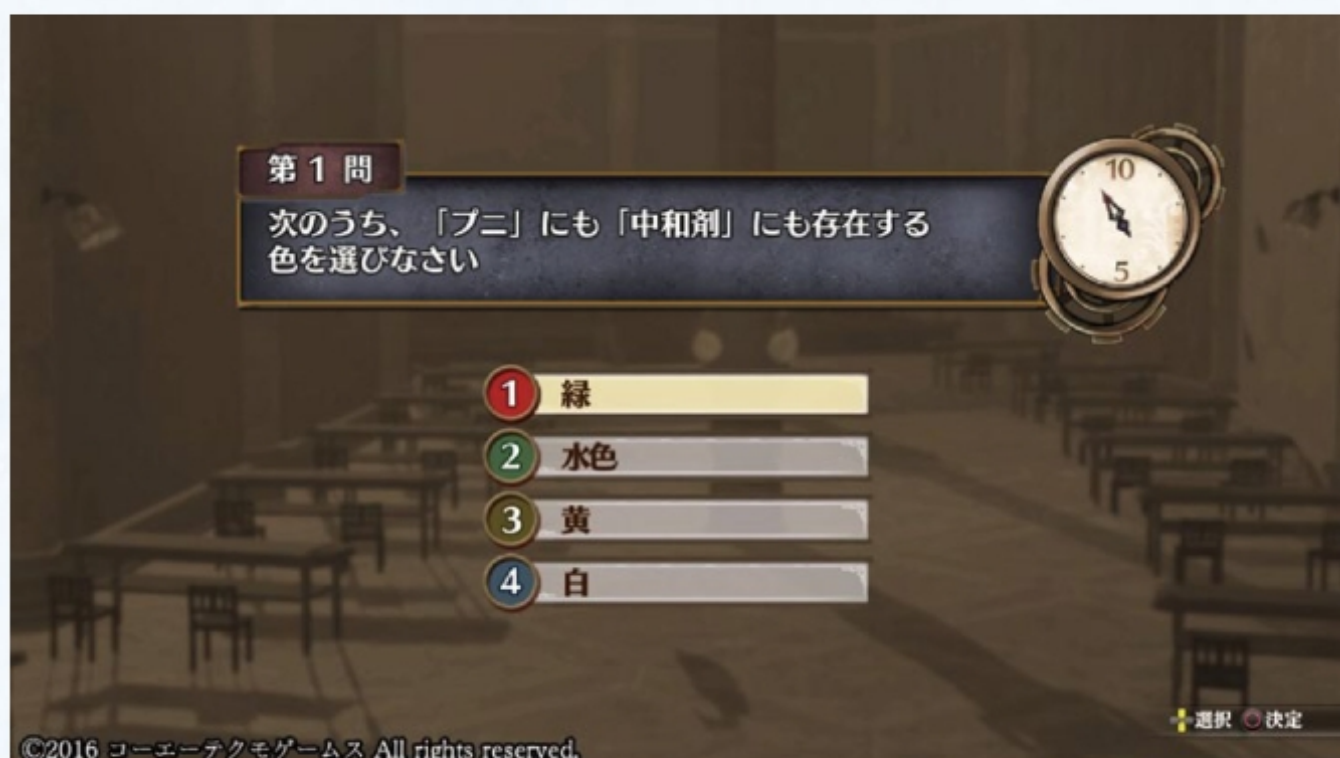 第1問
次のうち、「プニ」にも「中和剤」にも存在する
色を選びなさい
10
5
1 緑
2 水色
3 黄
4 白
選択 決定
©2016 コーエーテクモゲームス All rights reserved.